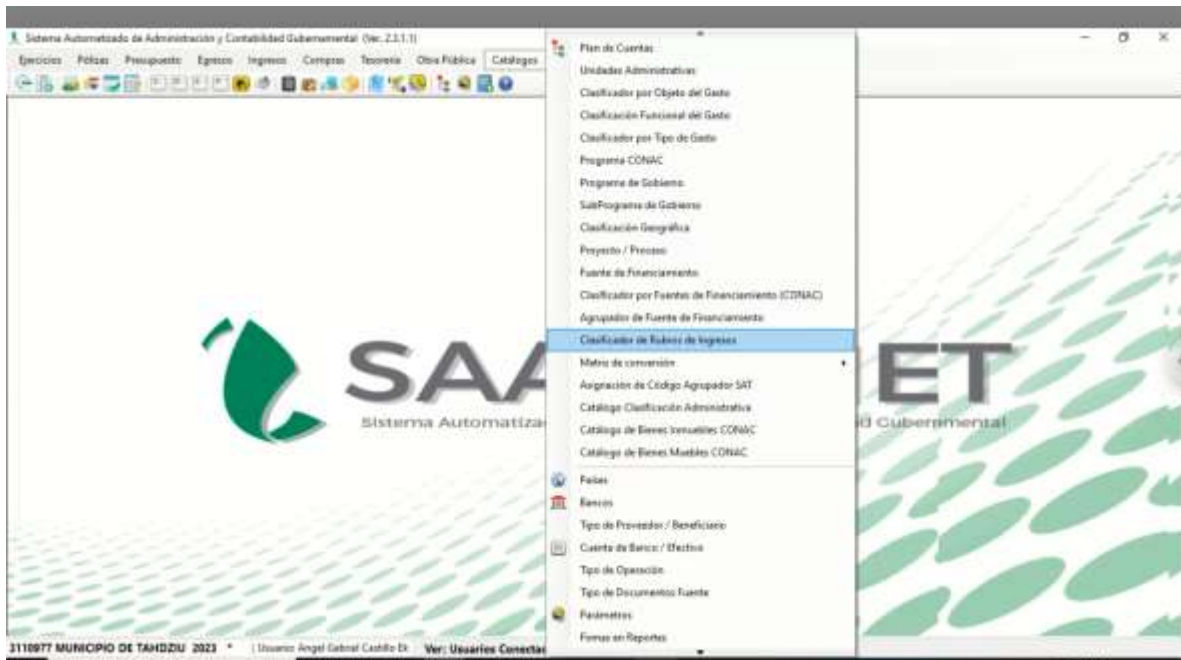 Sistema Automatizado de Administración y Contabilidad Gubernamental (Ver. 2.3.1.1)
Ejercicios Pólizas Presupuesto Egresos Ingresos Compras Tesorería Obra Pública Catálogos
Plan de Cuentas
Unidades Administrativas
Clasificador por Objeto del Gasto
Clasificación Funcional del Gasto
Clasificador por Tipo de Gasto
Programa CONAC
Programa de Gobierno
SubPrograma de Gobierno
Clasificación Geográfica
Proyecto / Proceso
Fuente de Financiamiento
Clasificador por Fuentes de Financiamiento (CONAC)
Agrupador de Fuente de Financiamiento
Clasificador de Rubros de Ingresos
Matriz de conversión
Asignación de Código Agrupador SAT
Catálogo Clasificación Administrativa
Catálogo de Bienes Inmuebles CONAC
Catálogo de Bienes Muebles CONAC
Países
Bancos
Tipo de Proveedor / Beneficiario
Cuenta de Banco / Efectivo
Tipo de Operación
Tipo de Documentos Fuente
Parámetros
Firmas en Reportes
SAA ET
Sistema Automatiza d Gubernmental
3110977 MUNICIPIO DE TAHDZIU 2023 * | Usuario: Angel Gabriel Castillo Ek Ver: Usuarios Conectad